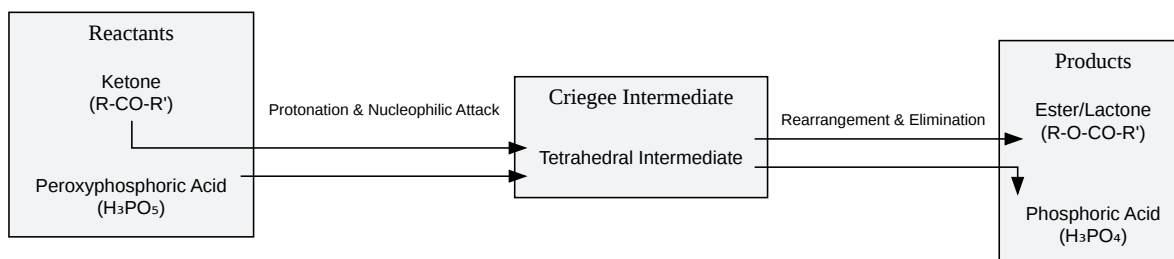 Reactants
Ketone
(R-CO-R')
Peroxyphosphoric Acid
(H₃PO₅)
Protonation & Nucleophilic Attack
Criegee Intermediate
Tetrahedral Intermediate
Rearrangement & Elimination
Products
Ester/Lactone
(R-O-CO-R')
Phosphoric Acid
(H₃PO₄)